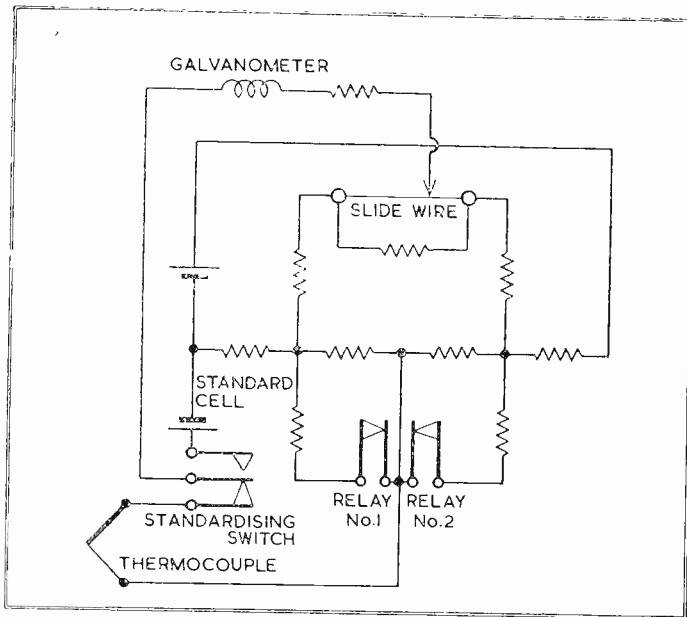 GALVANOMETER
SLIDE WIRE
STANDARD
CELL
RELAY
No.1
RELAY
No.2
STANDARDISING
SWITCH
THERMOCOUPLE